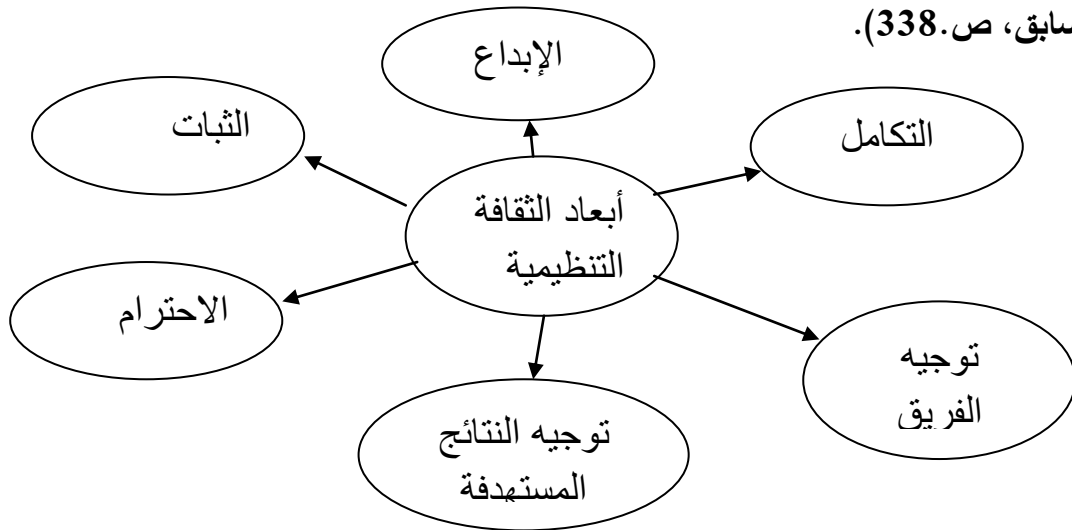 سابق، ص.338).
الإبداع
التكامل
الثبات
أبعاد الثقافة
التنظيمية
الاحترام
توجيه
الفريق
توجيه النتائج
المستهدفة